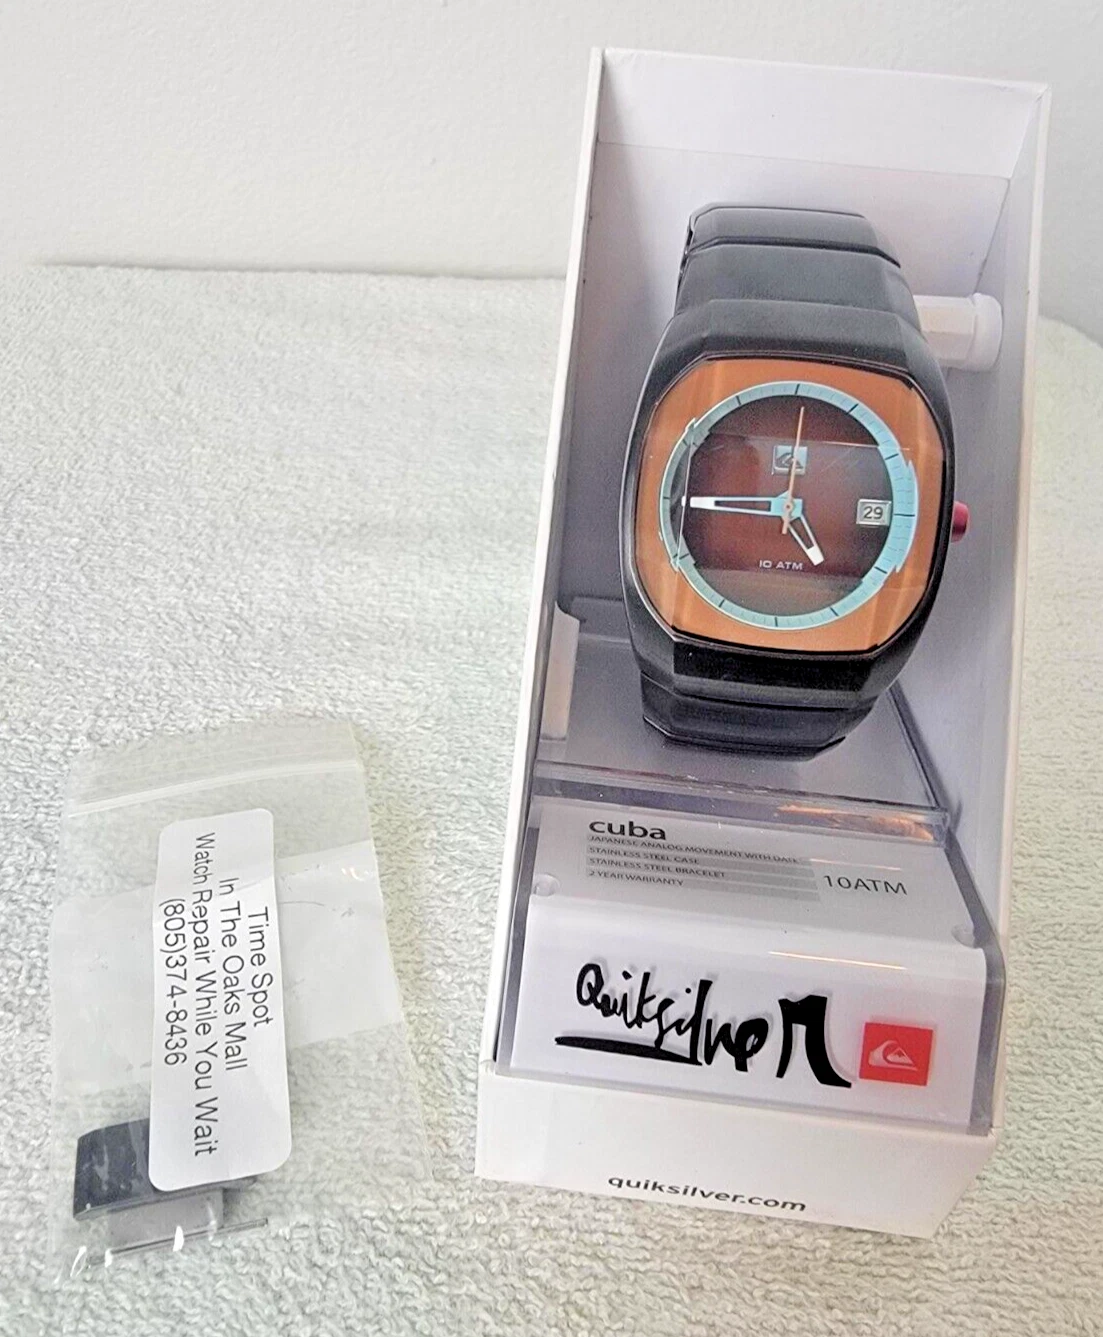 29
10 ATM
cuba
JAPANESE ANALOG MOVEMENT WITH DATE
STAINLESS STEEL CASE
STAINLESS STEEL BRACELET
2 YEAR WARRANTY
10ATM
Quiksilver
quiksilver.com
Time Spot
In The Oaks Mall
Watch Repair While You Wait
(805)374-8436